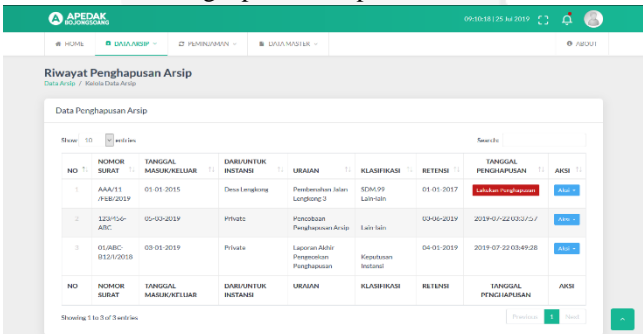 APEDAK
BOJONGSOANG
09:10:18 | 25 Jul 2019
HOME
DATA ARSIP
PEMINJAMAN
DATA MASTER
ABOUT
Riwayat Penghapusan Arsip
Data Arsip / Kelola Data Arsip
Data Penghapusan Arsip
Show 10 entries
Search:
NO
NOMOR SURAT
TANGGAL MASUK/KELUAR
DARI/UNTUK INSTANSI
URAIAN
KLASIFIKASI
RETENSI
TANGGAL PENGHAPUSAN
AKSI
1
AAA/11
/FEB/2019
01-01-2015
Desa Lengkong
Pembenahan Jalan
Lengkong 3
SDM.99
Lain-lain
01-01-2017
Lakukan Penghapusan
Aksi
2
123/456-
ABC
05-03-2019
Private
Percobaan
Penghapusan Arsip
Lain-lain
03-06-2019
2019-07-22 03:37:57
Aksi
3
01/ABC-
B12/I/2018
03-01-2019
Private
Laporan Akhir
Pengecekan
Penghapusan
Keputusan
Instansi
04-01-2019
2019-07-22 03:49:28
Aksi
NO
NOMOR SURAT
TANGGAL MASUK/KELUAR
DARI/UNTUK INSTANSI
URAIAN
KLASIFIKASI
RETENSI
TANGGAL PENGHAPUSAN
AKSI
Showing 1 to 3 of 3 entries
Previous
1
Next